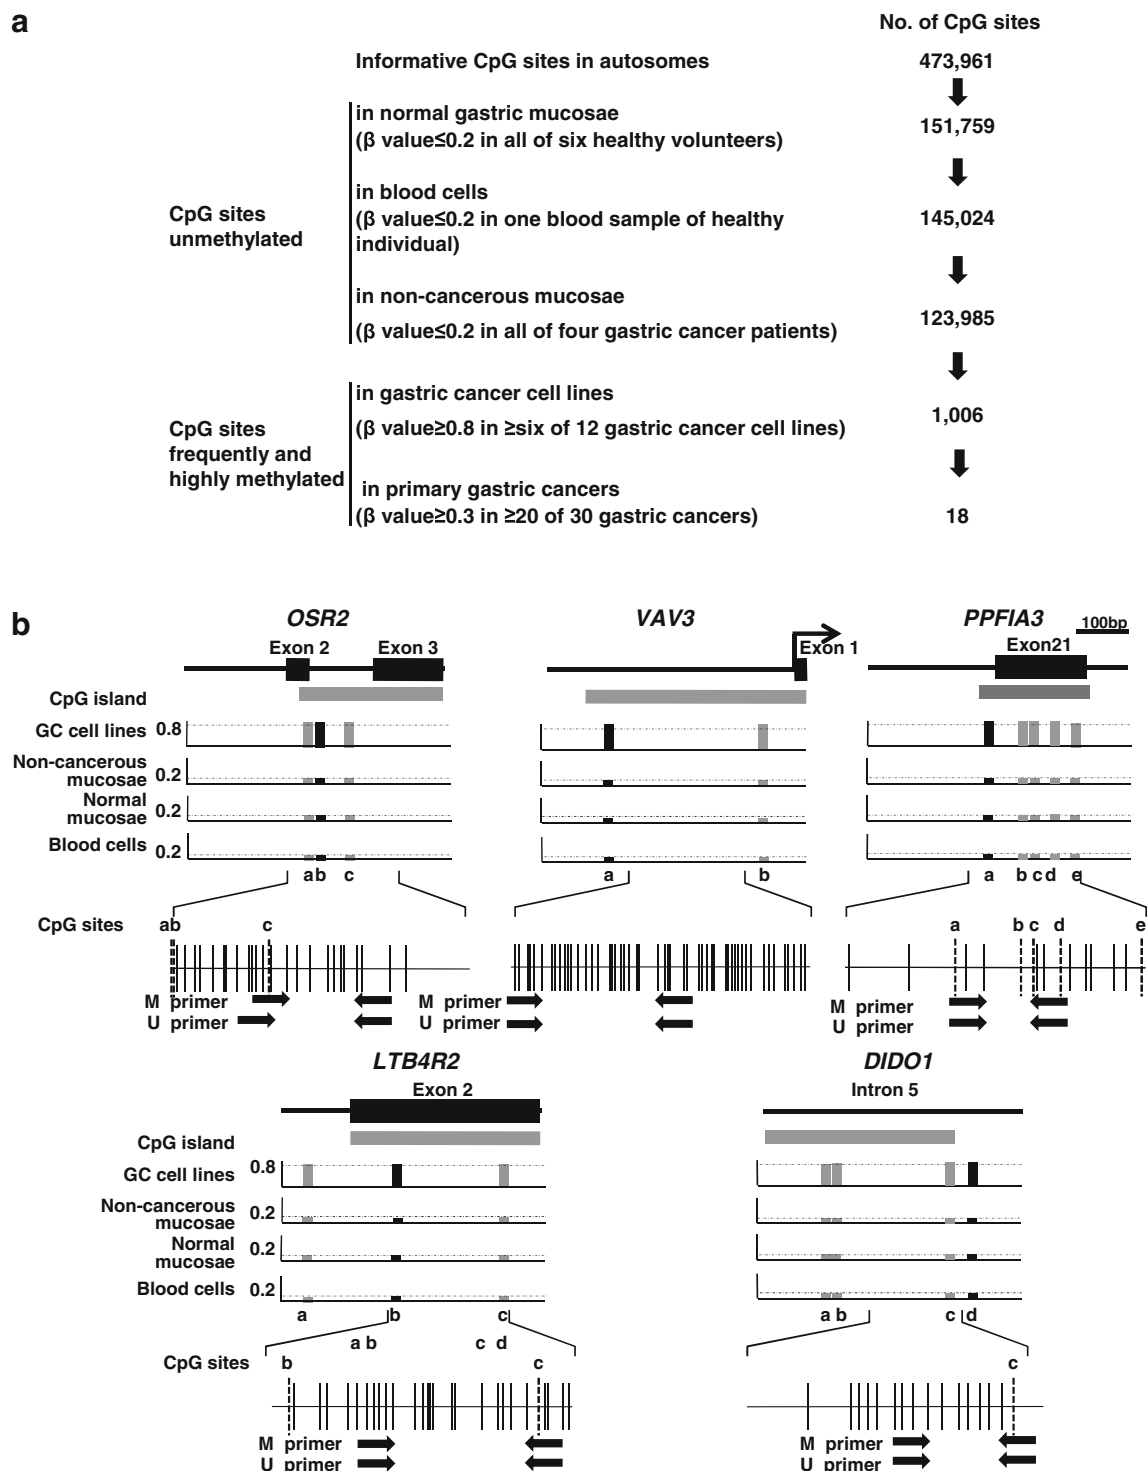 a
No. of CpG sites
Informative CpG sites in autosomes 473,961
in normal gastric mucosae
(β value≤0.2 in all of six healthy volunteers)
151,759
CpG sites
unmethylated
in blood cells
(β value≤0.2 in one blood sample of healthy
individual)
145,024
in non-cancerous mucosae
(β value≤0.2 in all of four gastric cancer patients)
123,985
CpG sites
frequently and
highly methylated
in gastric cancer cell lines
(β value≥0.8 in ≥six of 12 gastric cancer cell lines)
1,006
in primary gastric cancers
(β value≥0.3 in ≥20 of 30 gastric cancers)
18
b
OSR2
Exon 2 Exon 3
VAV3
Exon 1
PPFIA3
100bp
Exon21
CpG island
GC cell lines 0.8
Non-cancerous
mucosae 0.2
Normal
mucosae 0.2
Blood cells 0.2
a b c
a b
a b c d e
CpG sites
a b c
a b c d e
M primer
U primer
M primer
U primer
M primer
U primer
LTB4R2
Exon 2
DIDO1
Intron 5
CpG island
GC cell lines 0.8
Non-cancerous
mucosae 0.2
Normal
mucosae 0.2
Blood cells 0.2
a b c
a b c d
a b c d
CpG sites
b c
c
M primer
U primer
M primer
U primer